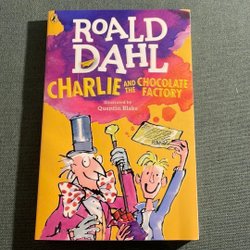 ROALD
DAHL
CHARLIE AND THE CHOCOLATE FACTORY
Illustrated by
Quentin Blake